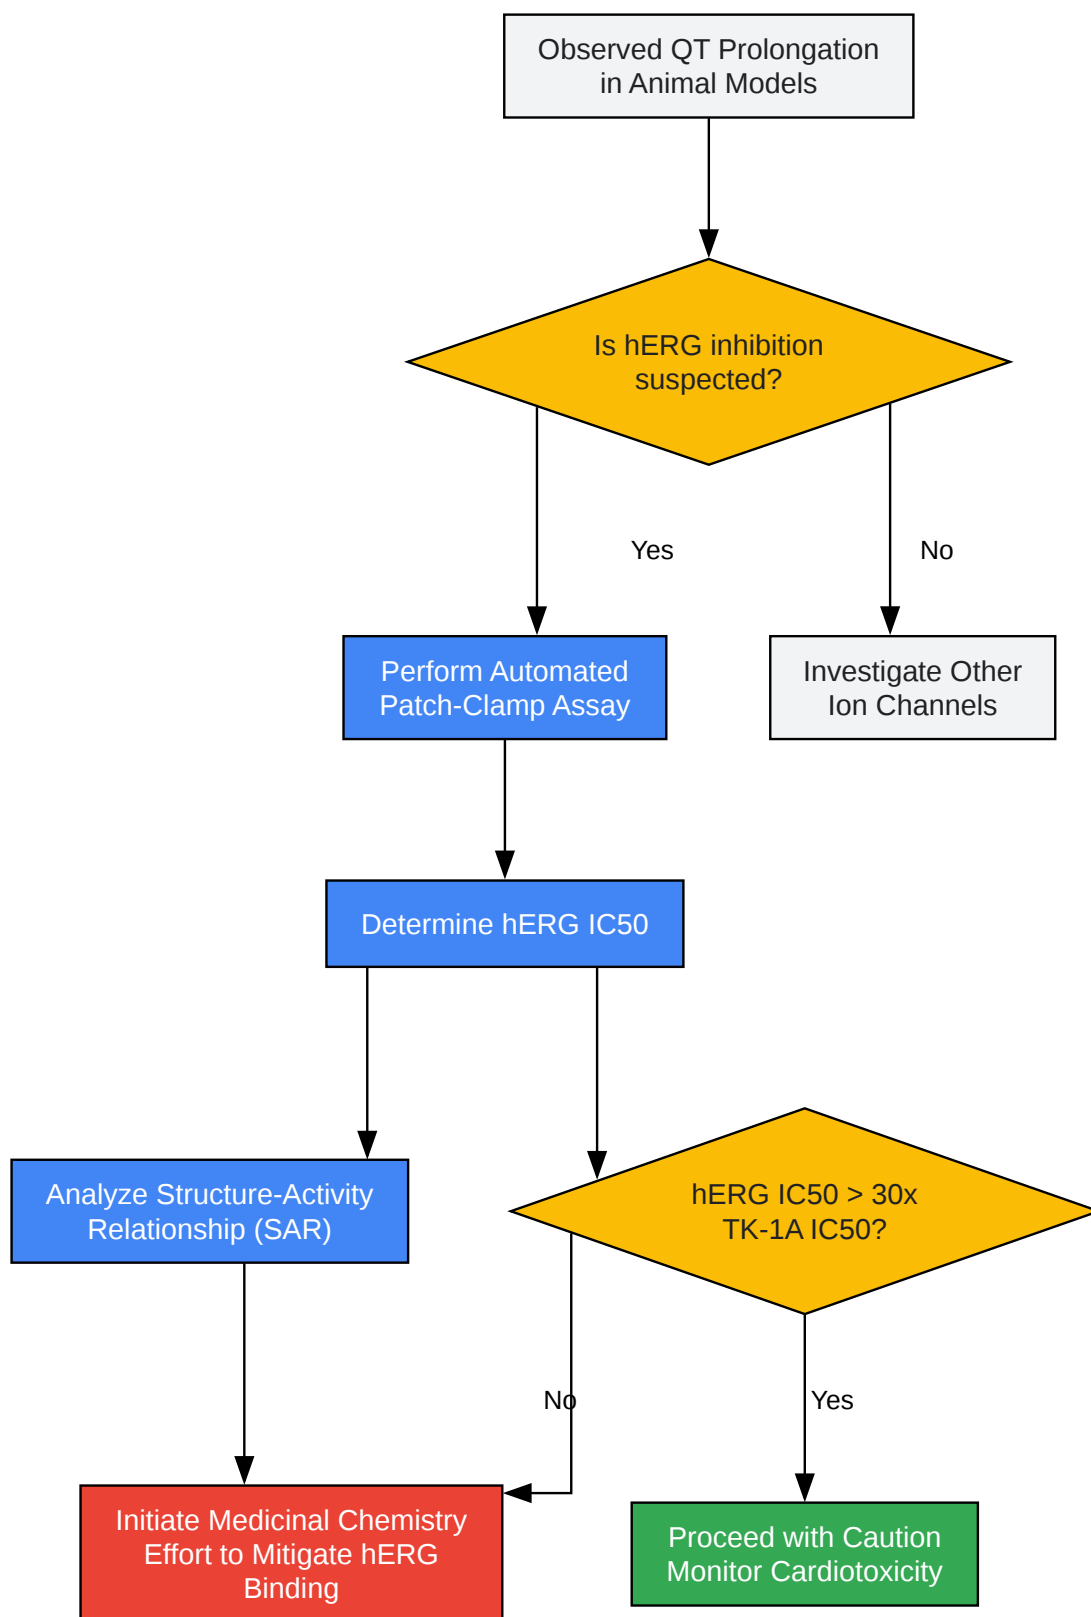 Observed QT Prolongation
in Animal Models
Is hERG inhibition
suspected?
Yes
No
Perform Automated
Patch-Clamp Assay
Investigate Other
Ion Channels
Determine hERG IC50
Analyze Structure-Activity
Relationship (SAR)
hERG IC50 > 30x
TK-1A IC50?
No
Yes
Initiate Medicinal Chemistry
Effort to Mitigate hERG
Binding
Proceed with Caution
Monitor Cardiotoxicity